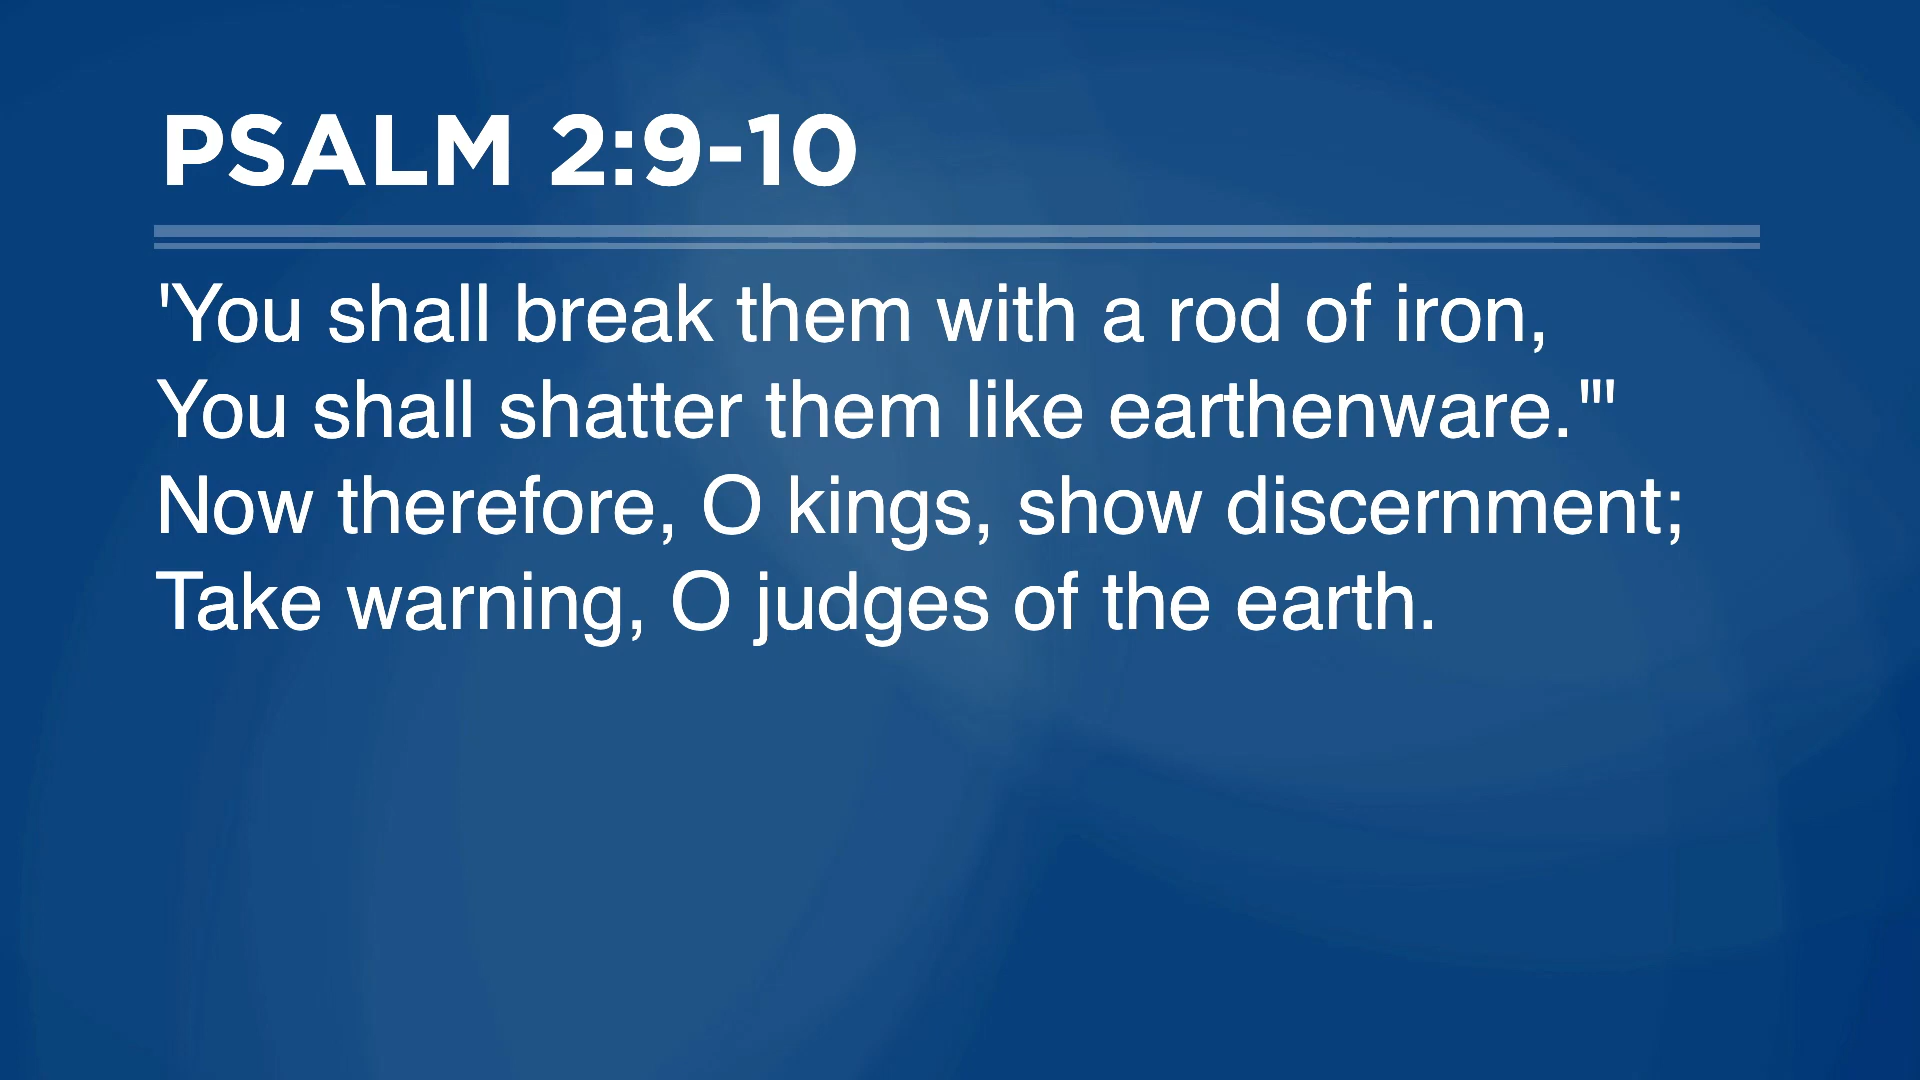 PSALM 2:9-10
'You shall break them with a rod of iron,
You shall shatter them like earthenware.'"
Now therefore, O kings, show discernment;
Take warning, O judges of the earth.